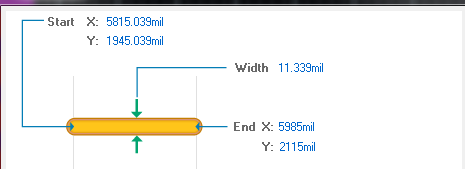 Start X: 5815.039mil
Y: 1945.039mil
Width 11.339mil
End X: 5985mil
Y: 2115mil